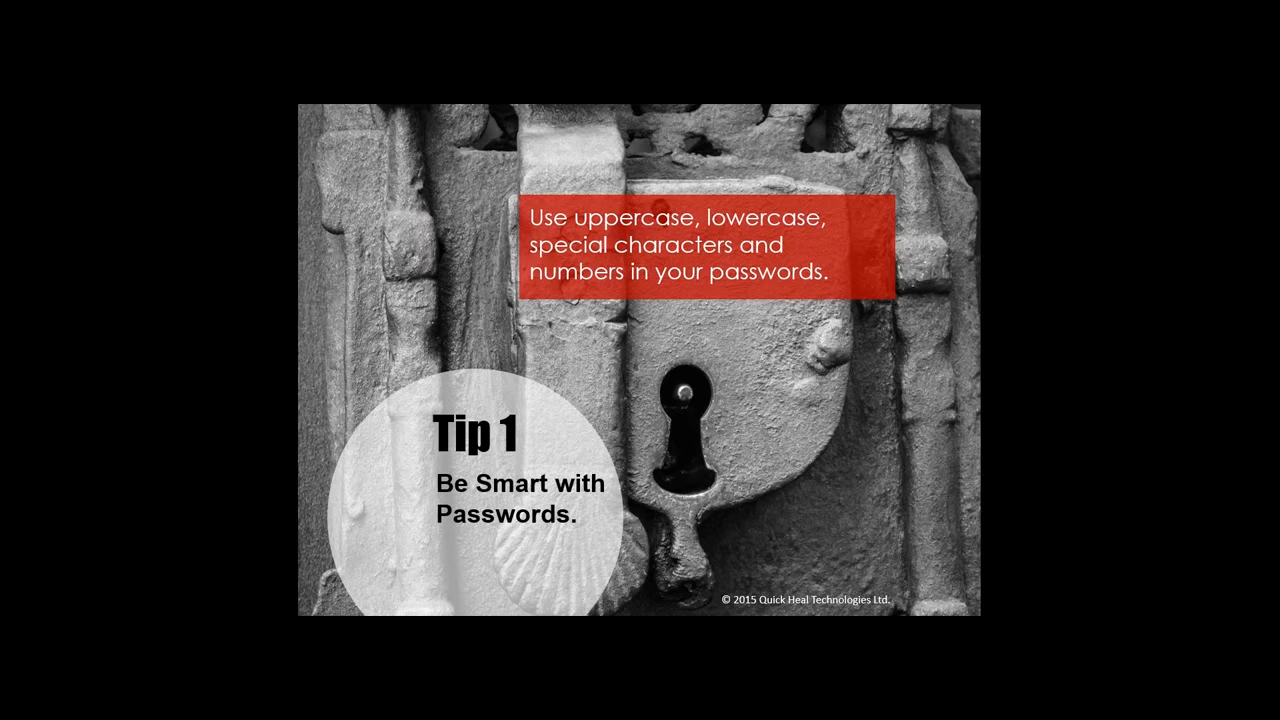 Use uppercase, lowercase,
special characters and
numbers in your passwords.
Tip 1
Be Smart with
Passwords.
© 2015 Quick Heal Technologies Ltd.